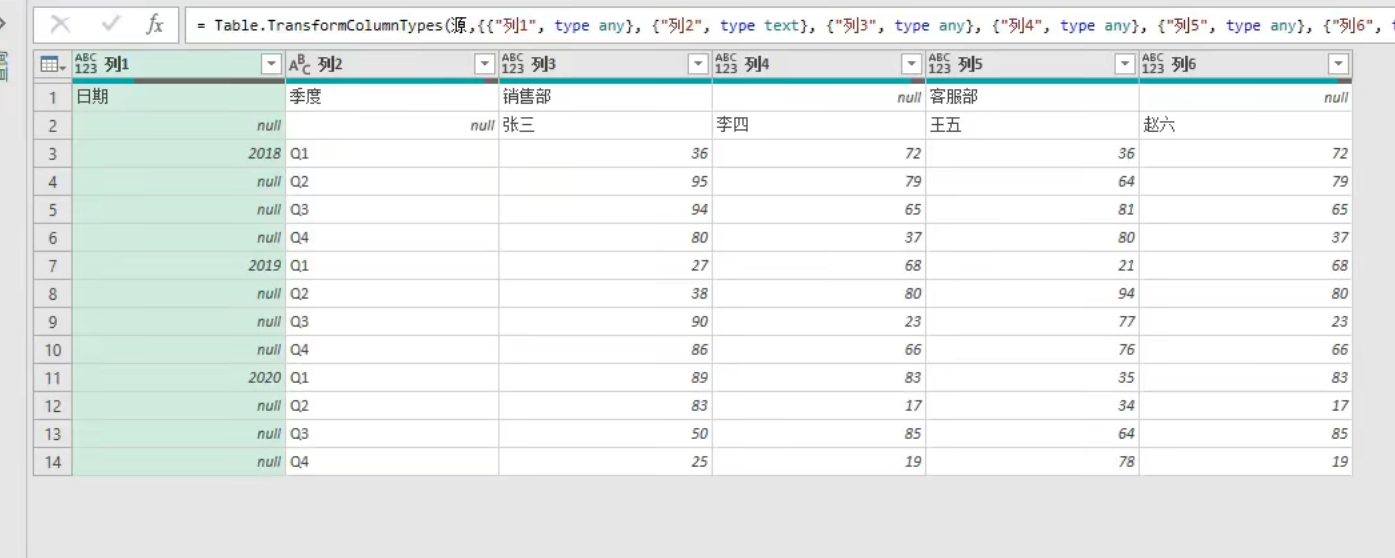 = Table.TransformColumnTypes(源,{{"列1", type any}, {"列2", type text}, {"列3", type any}, {"列4", type any}, {"列5", type any}, {"列6",
ABC 123 列1 ABC 列2 ABC 123 列3 ABC 123 列4 ABC 123 列5 ABC 123 列6
1 日期 季度 销售部 null 客服部 null
2 null null 张三 李四 王五 赵六
3 2018 Q1 36 72 36 72
4 null Q2 95 79 64 79
5 null Q3 94 65 81 65
6 null Q4 80 37 80 37
7 2019 Q1 27 68 21 68
8 null Q2 38 80 94 80
9 null Q3 90 23 77 23
10 null Q4 86 66 76 66
11 2020 Q1 89 83 35 83
12 null Q2 83 17 34 17
13 null Q3 50 85 64 85
14 null Q4 25 19 78 19